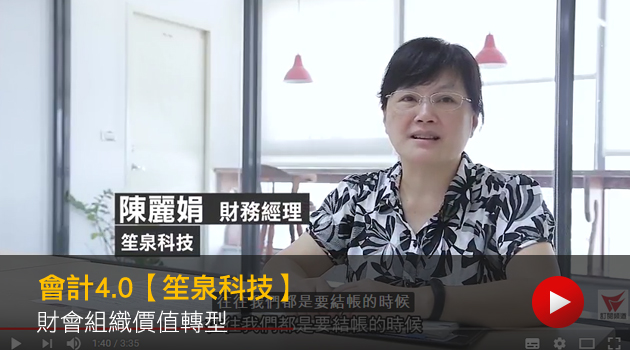 陳麗娟 財務經理
笙泉科技
會計4.0【笙泉科技】
往往我們都是要結帳的時候
財會組織價值轉型
往往我們都是要結帳的時候
1:40 / 3:35